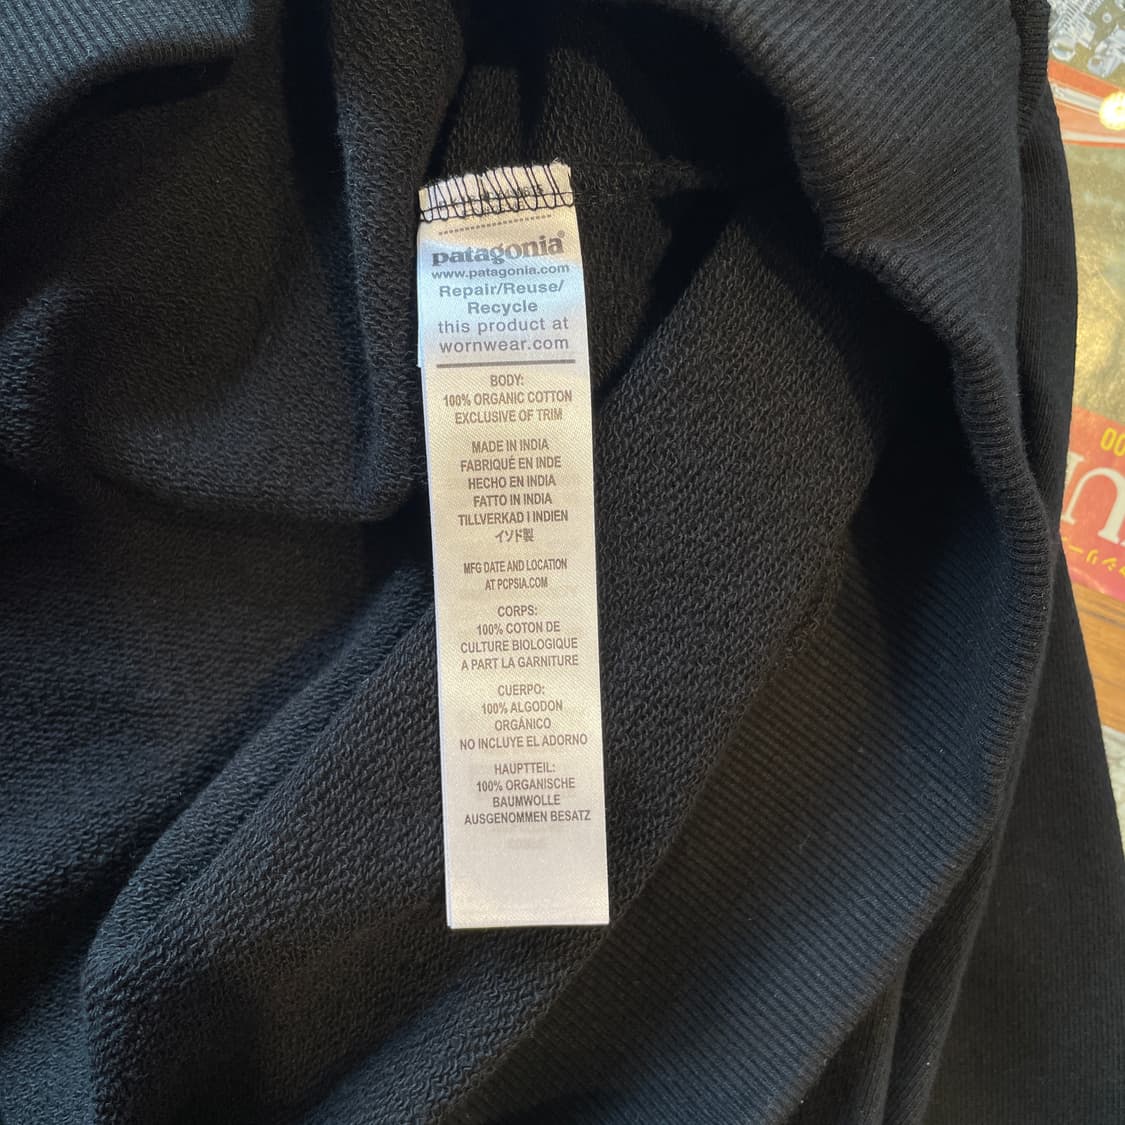 patagonia®
www.patagonia.com
Repair/Reuse/
Recycle
this product at
wornwear.com
BODY:
100% ORGANIC COTTON
EXCLUSIVE OF TRIM
MADE IN INDIA
FABRIQUÉ EN INDE
HECHO EN INDIA
FATTO IN INDIA
TILLVERKAD I INDIEN
イソド製
MFG DATE AND LOCATION
AT PCPSIA.COM
CORPS:
100% COTON DE
CULTURE BIOLOGIQUE
A PART LA GARNITURE
CUERPO:
100% ALGODON
ORGÁNICO
NO INCLUYE EL ADORNO
HAUPTTEIL:
100% ORGANISCHE
BAUMWOLLE
AUSGENOMMEN BESATZ